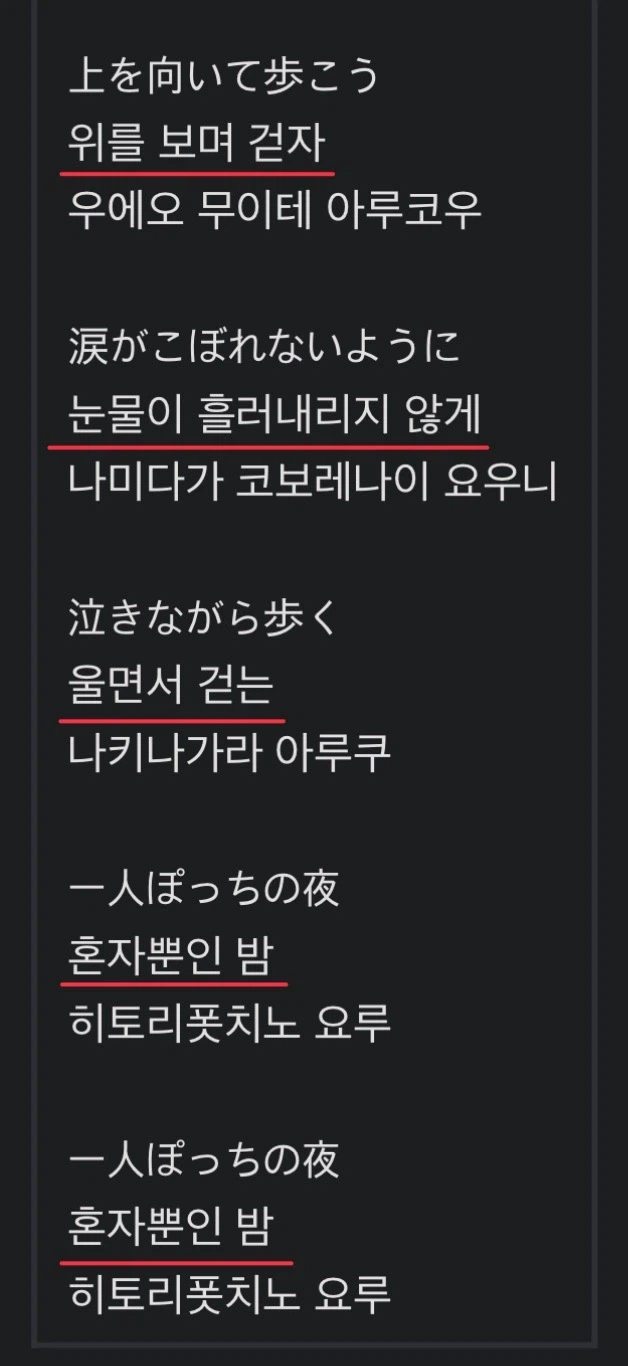 上を向いて歩こう
위를 보며 걷자
우에오 무이테 아루코우
涙がこぼれないように
눈물이 흘러내리지 않게
나미다가 코보레나이 요우니
泣きながら歩く
울면서 걷는
나키나가라 아루쿠
一人ぽっちの夜
혼자뿐인 밤
히토리폿치노 요루
一人ぽっちの夜
혼자뿐인 밤
히토리폿치노 요루